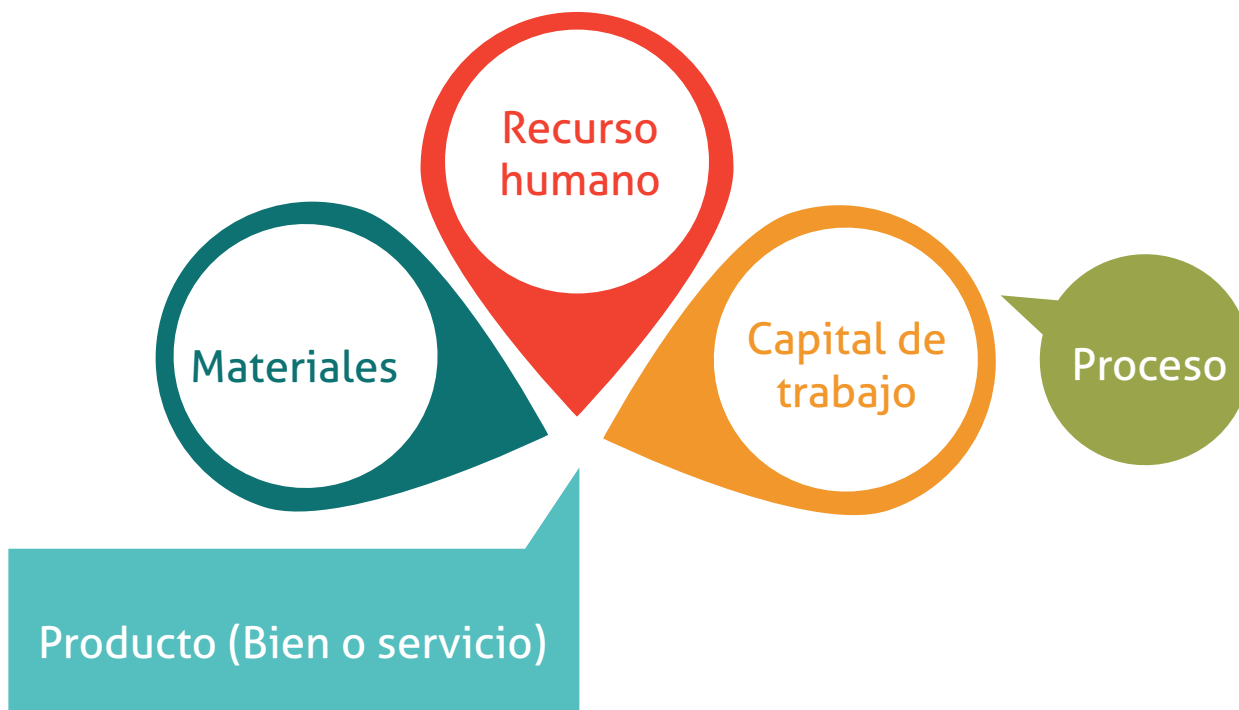 Recurso
humano
Materiales
Capital de
trabajo
Proceso
Producto (Bien o servicio)